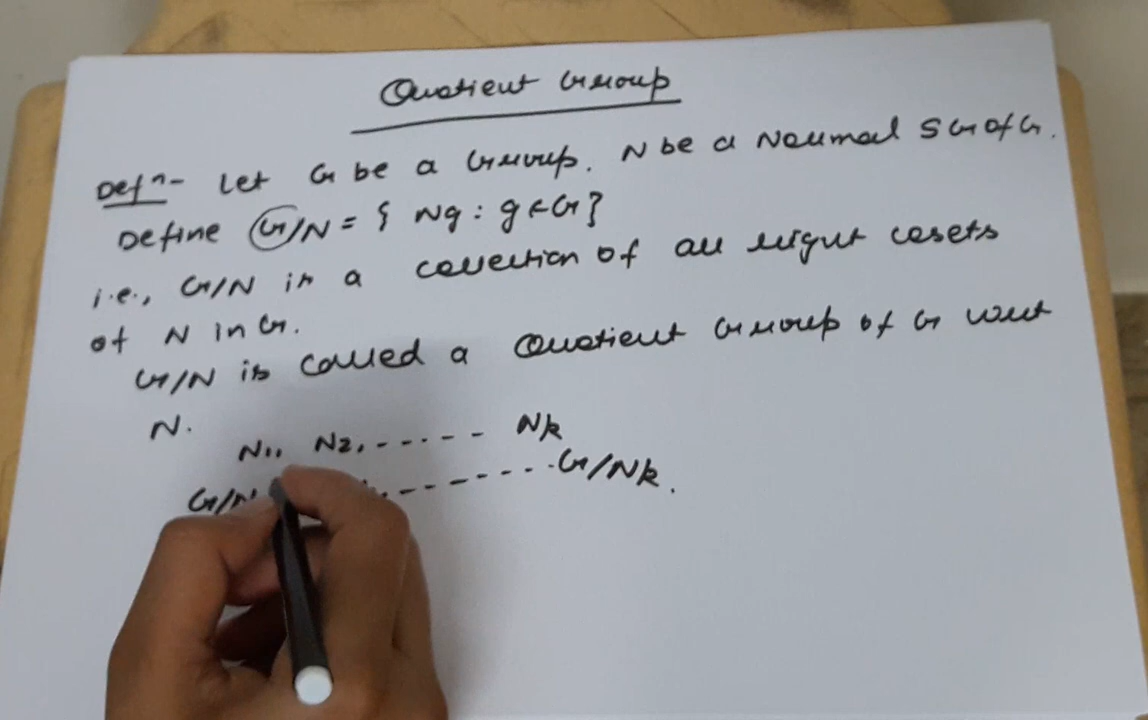 Quotient Group
Defn- Let G be a Group. N be a Normal SG of G.
Define G/N = { Ng : g ∈ G }
i.e., G/N is a collection of all right cosets
of N in G.
G/N is called a Quotient Group of G wrt
N.
N1, N2, ------ Nk
G/N ------- G/Nk.